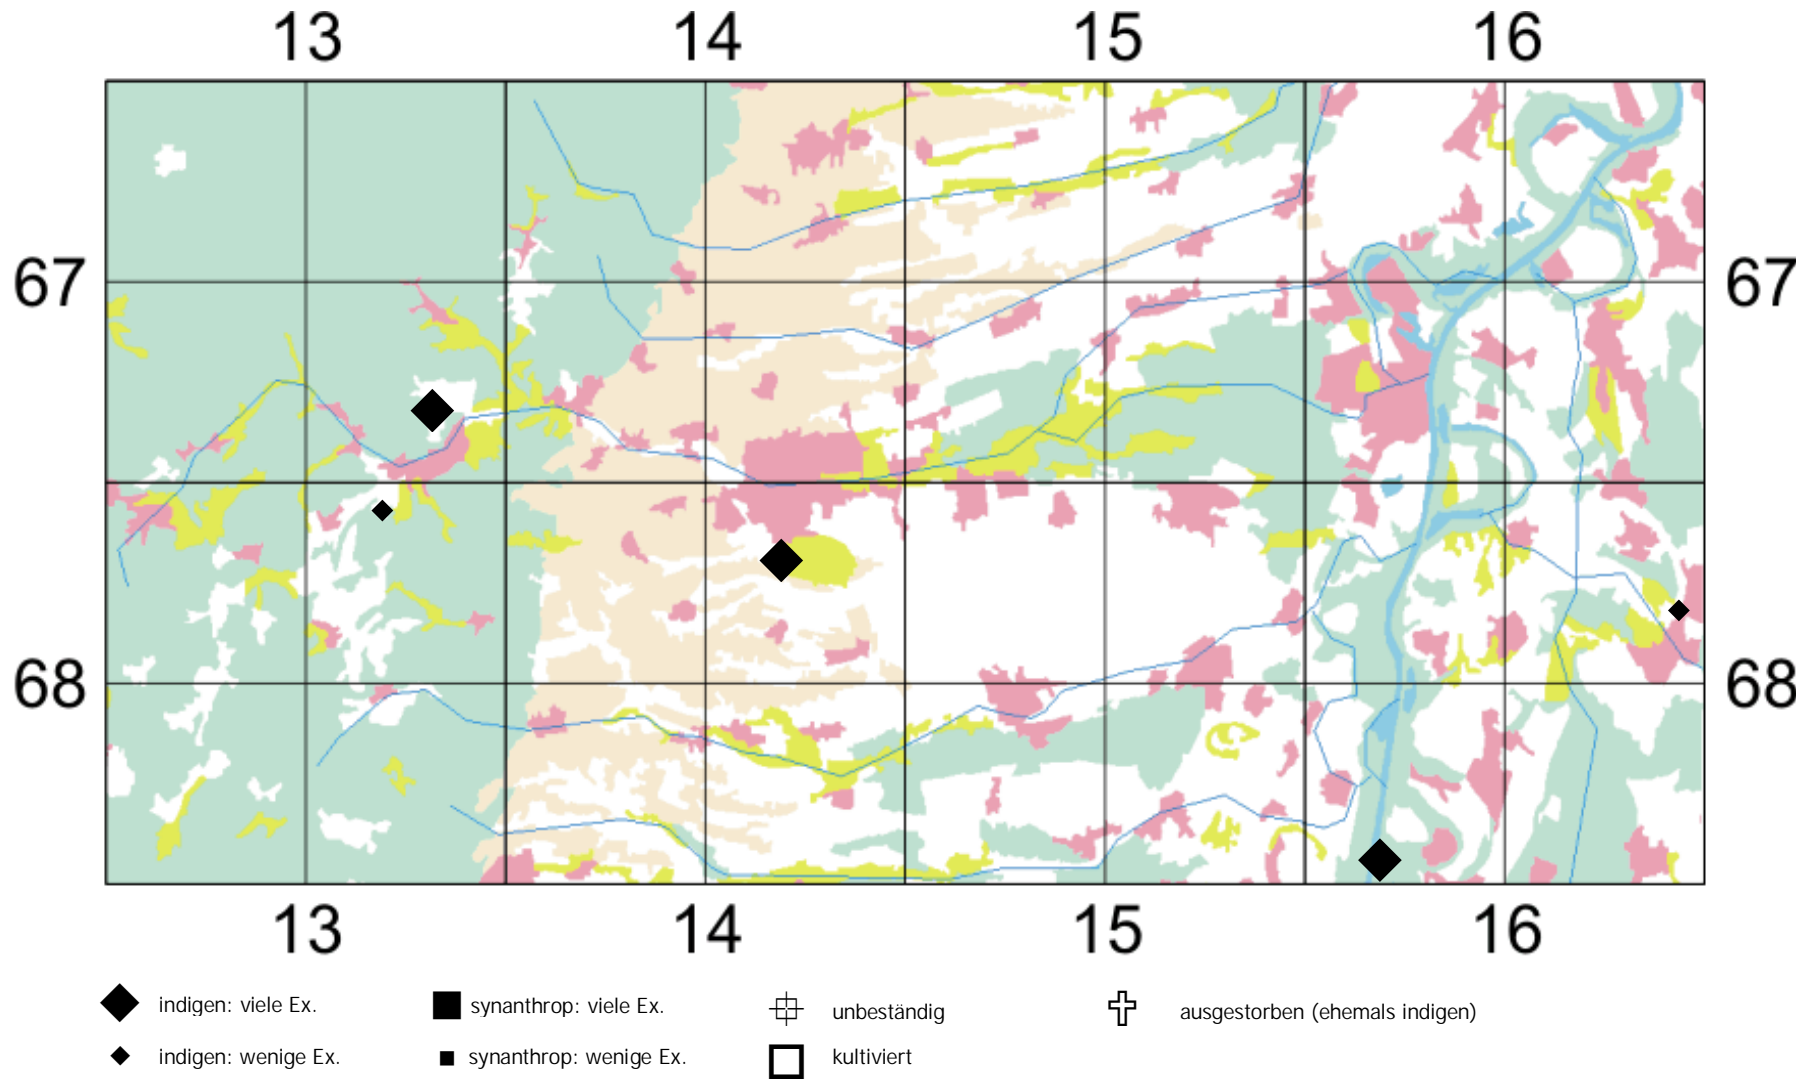 13 14 15 16
67 67
68 68
13 14 15 16
indigen: viele Ex. synanthrop: viele Ex. unbeständig ausgestorben (ehemals indigen)
indigen: wenige Ex. synanthrop: wenige Ex. kultiviert